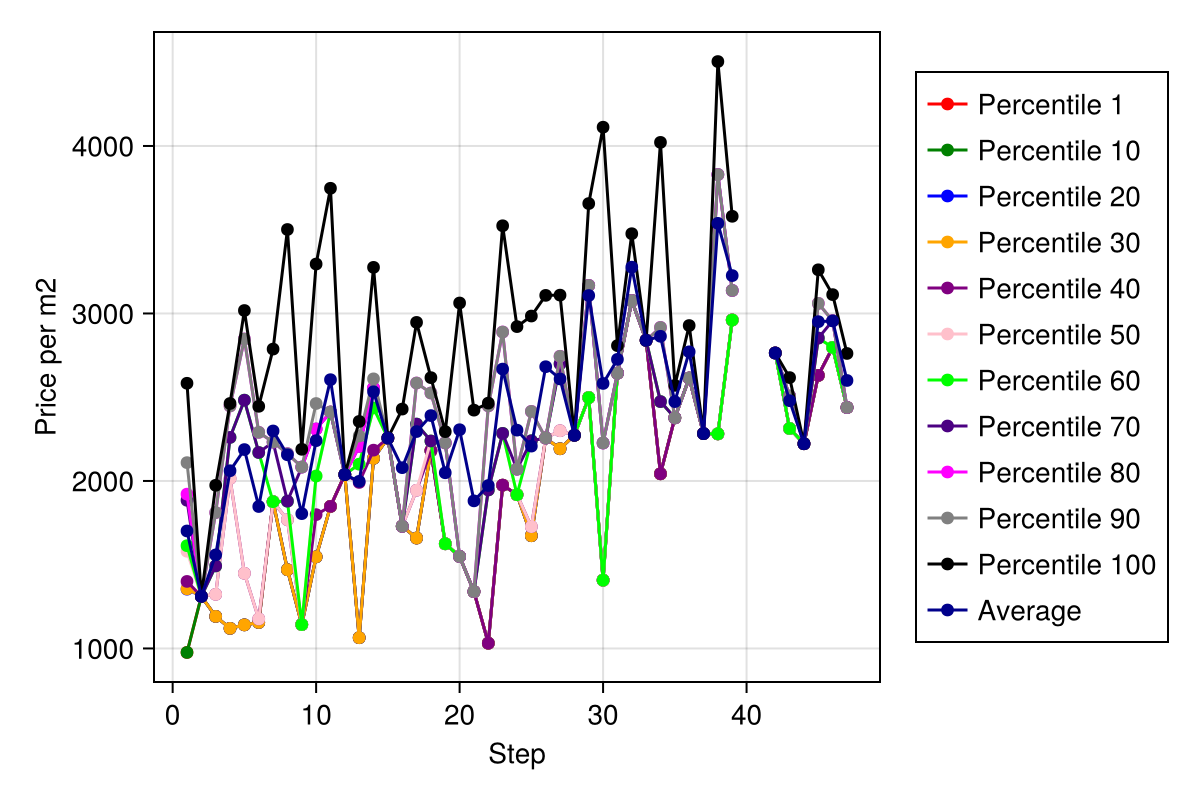 4000
3000
2000
1000
Price per m2
0 10 20 30 40
Step
Percentile 1
Percentile 10
Percentile 20
Percentile 30
Percentile 40
Percentile 50
Percentile 60
Percentile 70
Percentile 80
Percentile 90
Percentile 100
Average